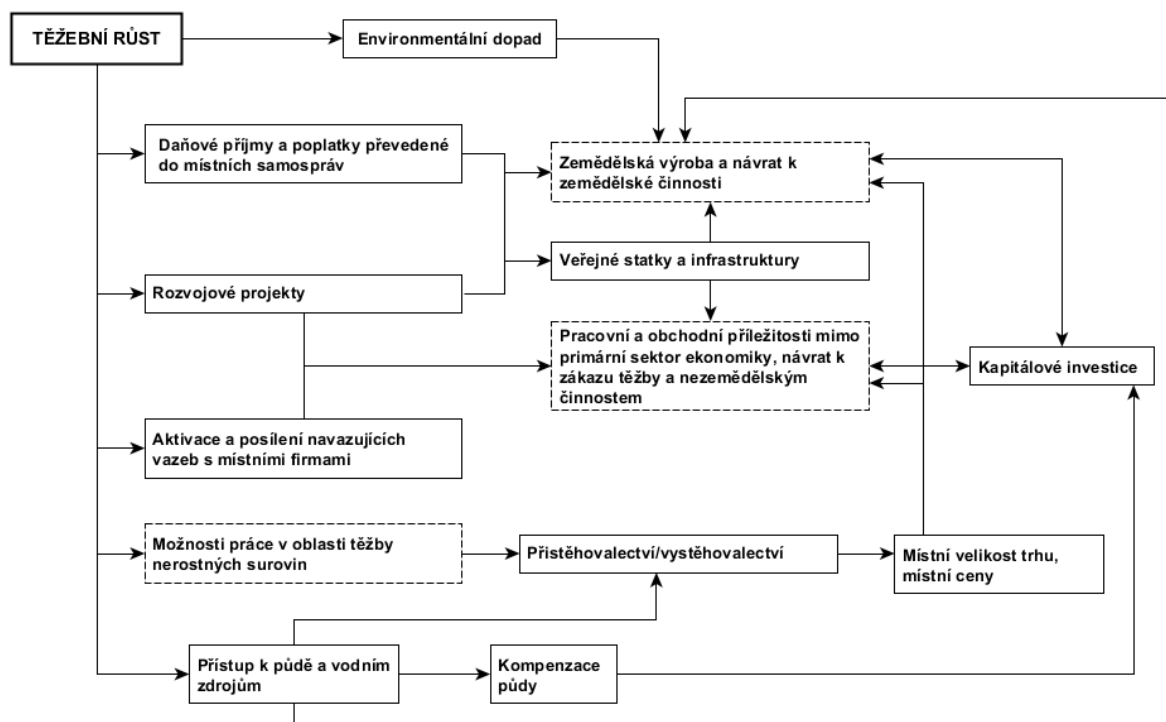 TĚŽEBNÍ RŮST
Environmentální dopad
Daňové příjmy a poplatky převedené
do místních samospráv
Zemědělská výroba a návrat k
zemědělské činnosti
Veřejné statky a infrastruktury
Rozvojové projekty
Pracovní a obchodní příležitosti mimo
primární sektor ekonomiky, návrat k
zákazu těžby a nezemědělským
činnostem
Kapitálové investice
Aktivace a posílení navazujících
vazeb s místními firmami
Možnosti práce v oblasti těžby
nerostných surovin
Přistěhovalectví/vystěhovalectví
Místní velikost trhu,
místní ceny
Přístup k půdě a vodním
zdrojům
Kompenzace
půdy